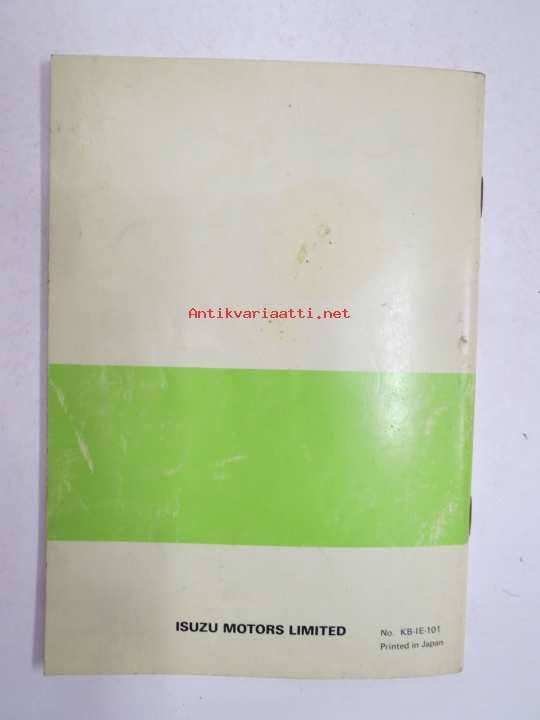 Antikvariaatti.net
ISUZU MOTORS LIMITED
No. KB-IE-101
Printed in Japan